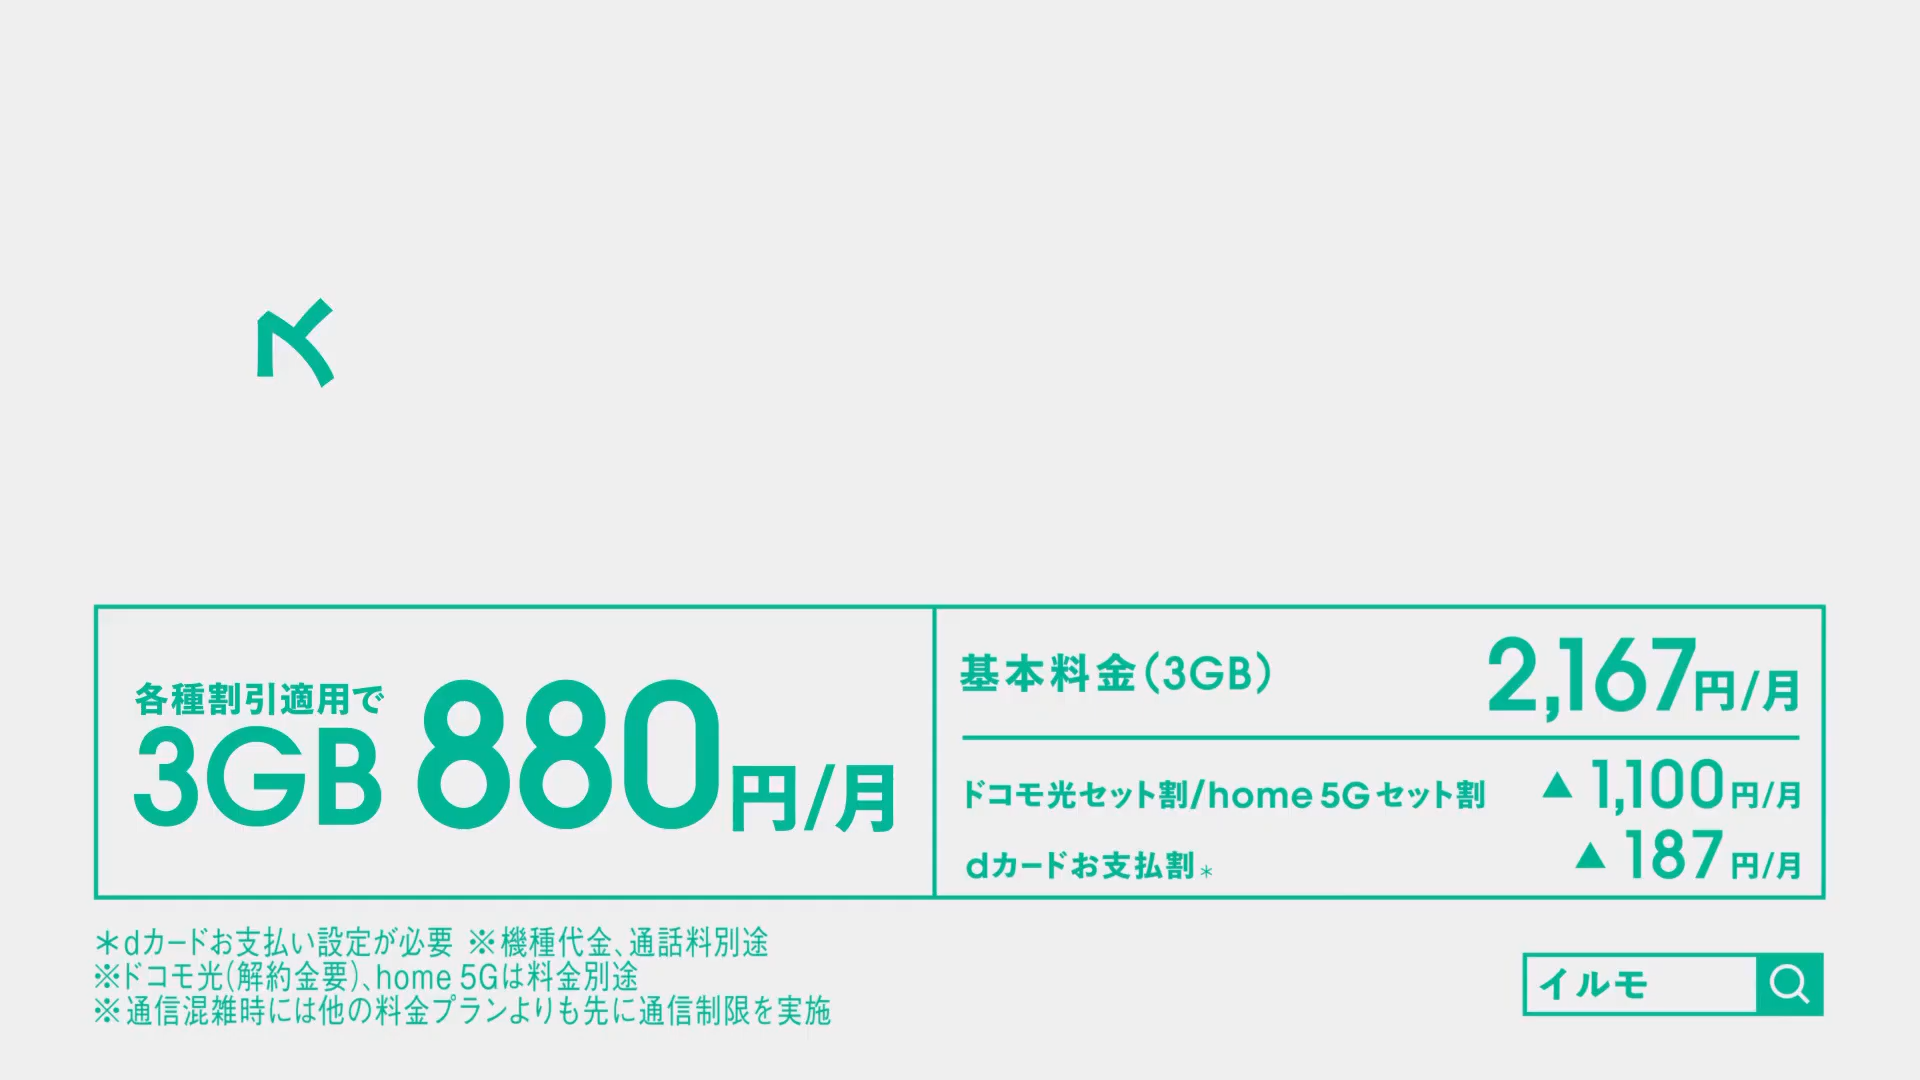 各種割引適用で
3GB 880円/月
基本料金(3GB) 2,167円/月
ドコモ光セット割/home 5Gセット割 ▲1,100円/月
dカードお支払割* ▲187円/月
*dカードお支払い設定が必要 ※機種代金、通話料別途
※ドコモ光(解約金要)、home 5Gは料金別途
※通信混雑時には他の料金プランよりも先に通信制限を実施
イルモ